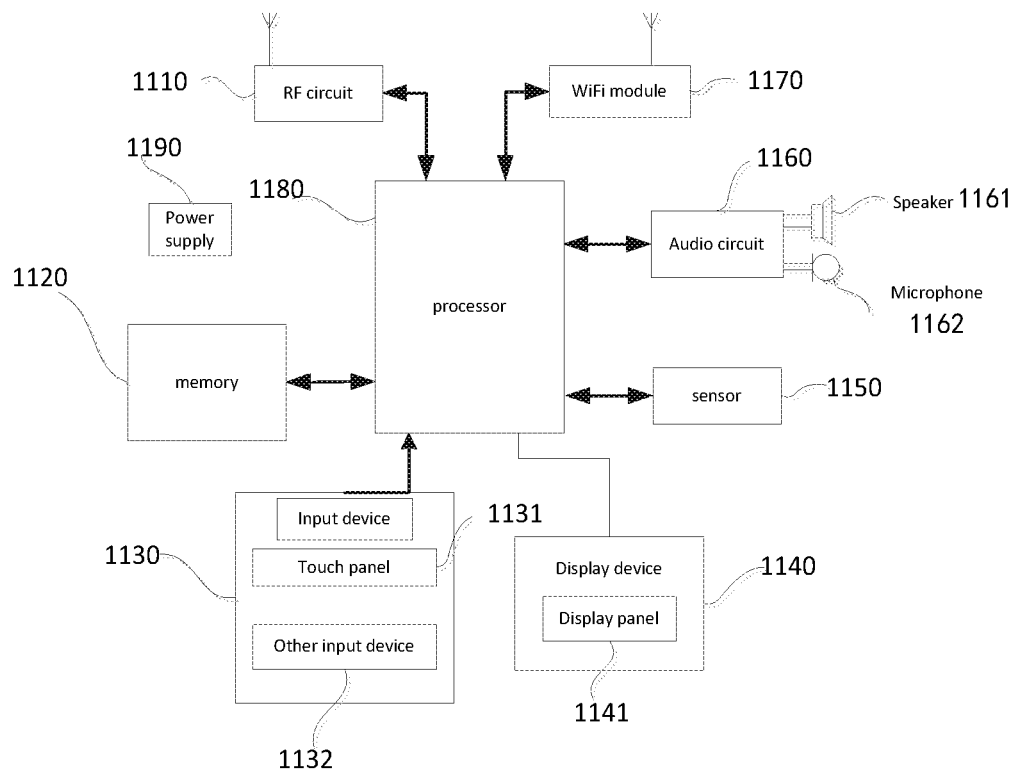 1110
RF circuit
WiFi module
1170
1190
Power
supply
1180
1160
Audio circuit
Speaker 1161
Microphone
1162
1120
memory
processor
sensor
1150
Input device
1131
1130
Touch panel
Other input device
1132
Display device
1140
Display panel
1141